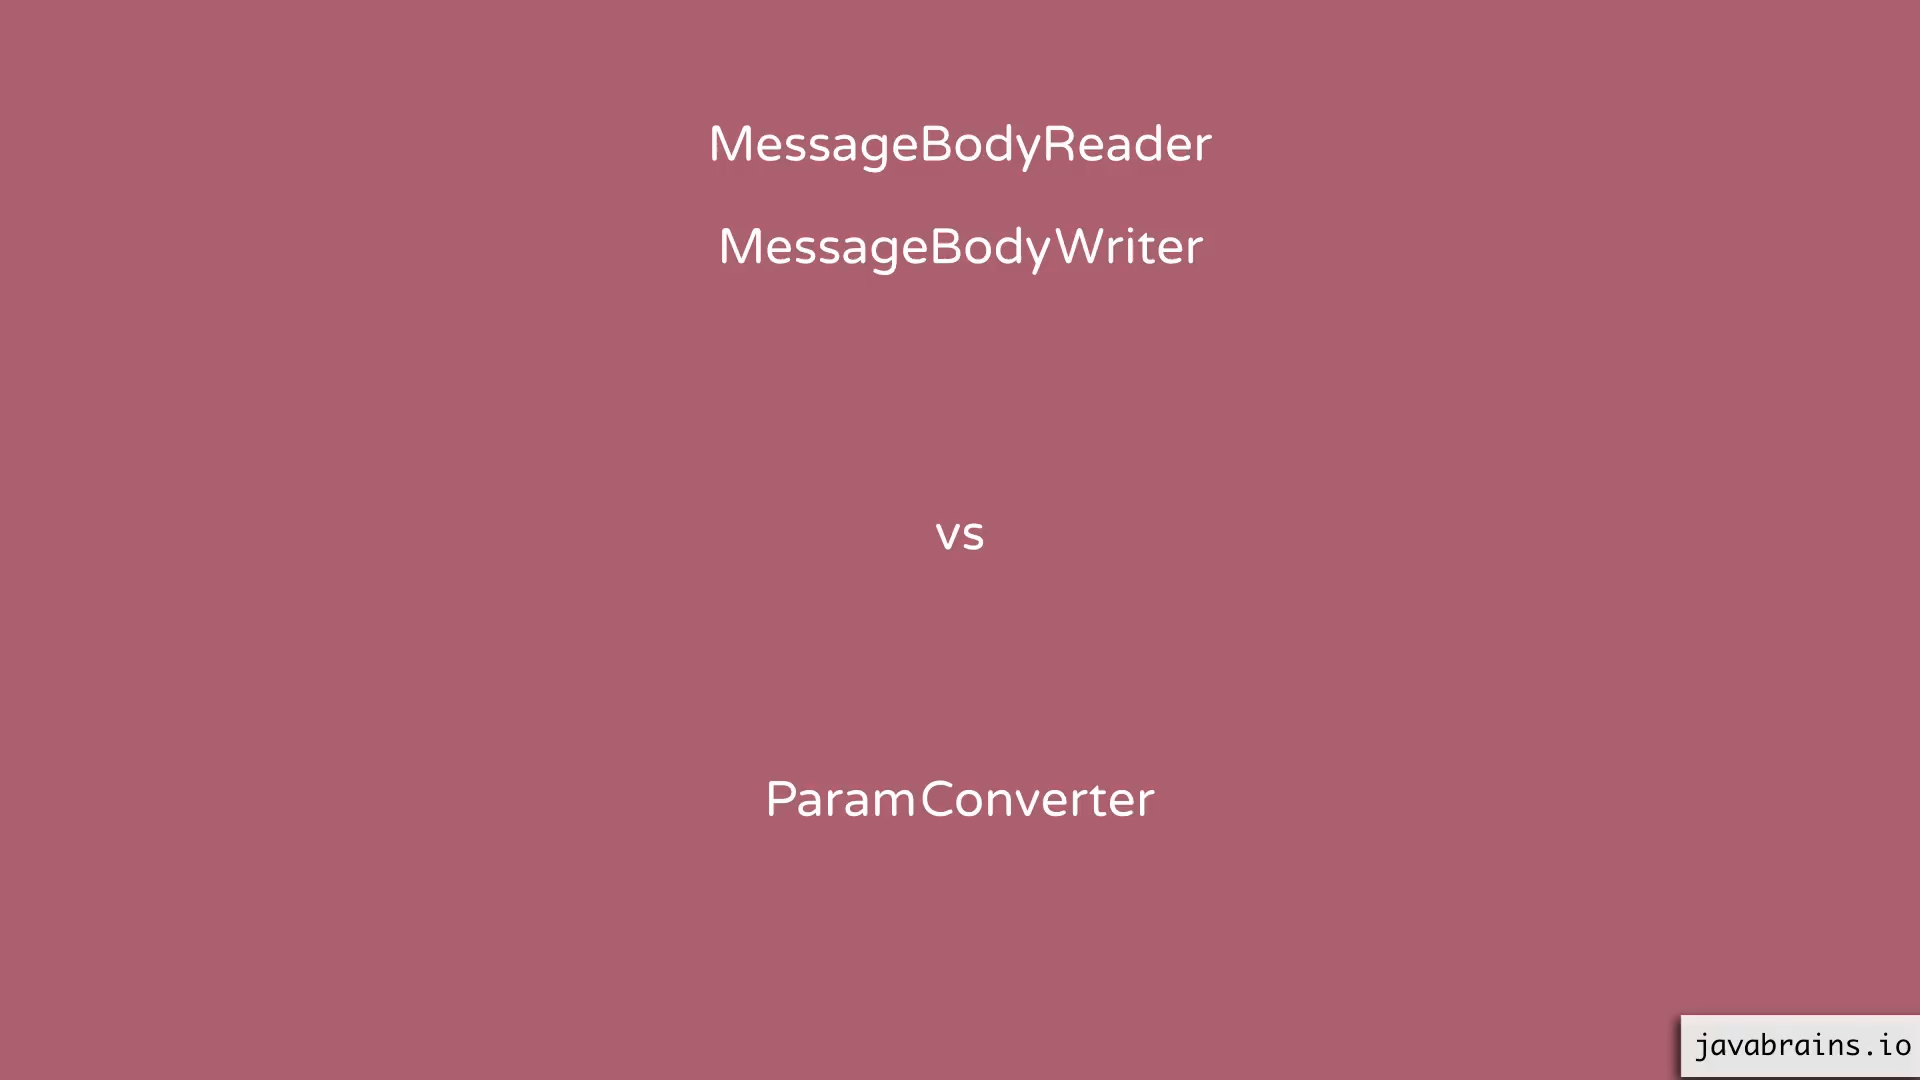 MessageBodyReader
MessageBodyWriter
vs
ParamConverter
javabrains.io